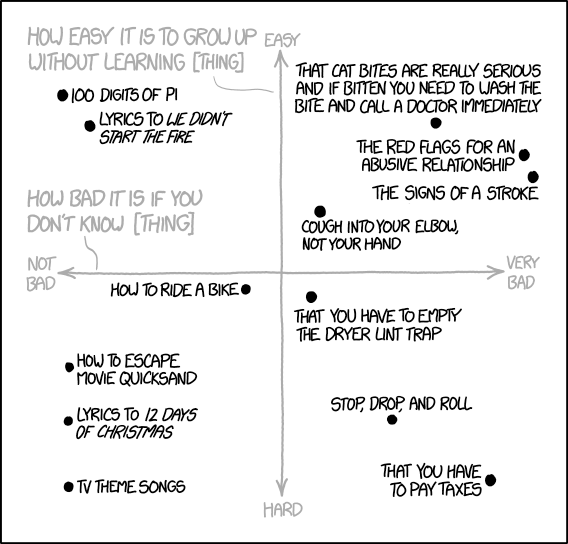 HOW EASY IT IS TO GROW UP
WITHOUT LEARNING [THING]
EASY
THAT CAT BITES ARE REALLY SERIOUS
AND IF BITTEN YOU NEED TO WASH THE
BITE AND CALL A DOCTOR IMMEDIATELY
100 DIGITS OF PI
LYRICS TO WE DIDN'T
START THE FIRE
THE RED FLAGS FOR AN
ABUSIVE RELATIONSHIP
THE SIGNS OF A STROKE
HOW BAD IT IS IF YOU
DON'T KNOW [THING]
COUGH INTO YOUR ELBOW,
NOT YOUR HAND
NOT
BAD
VERY
BAD
HOW TO RIDE A BIKE
THAT YOU HAVE TO EMPTY
THE DRYER LINT TRAP
HOW TO ESCAPE
MOVIE QUICKSAND
LYRICS TO 12 DAYS
OF CHRISTMAS
STOP, DROP, AND ROLL
TV THEME SONGS
THAT YOU HAVE
TO PAY TAXES
HARD